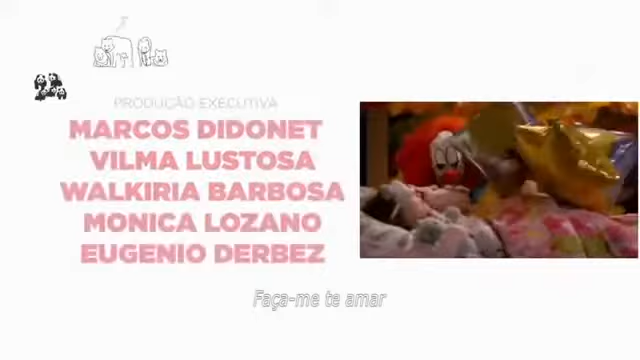 PRODUÇÃO EXECUTIVA
MARCOS DIDONET
VILMA LUSTOSA
WALKIRIA BARBOSA
MONICA LOZANO
EUGENIO DERBEZ
Faça-me te amar